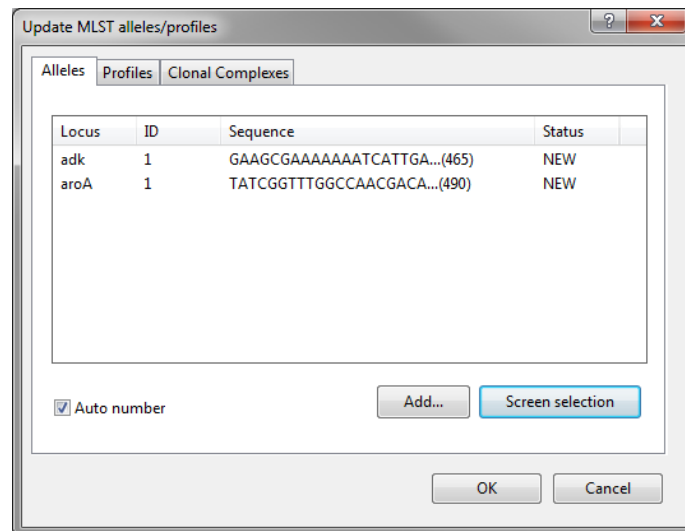 Update MLST alleles/profiles ? X
Alleles Profiles Clonal Complexes
Locus ID Sequence Status
adk 1 GAAGCGAAAAAAATCATTGA...(465) NEW
aroA 1 TATCGGTTTGGCCAACGACA...(490) NEW
Auto number Add... Screen selection
OK Cancel